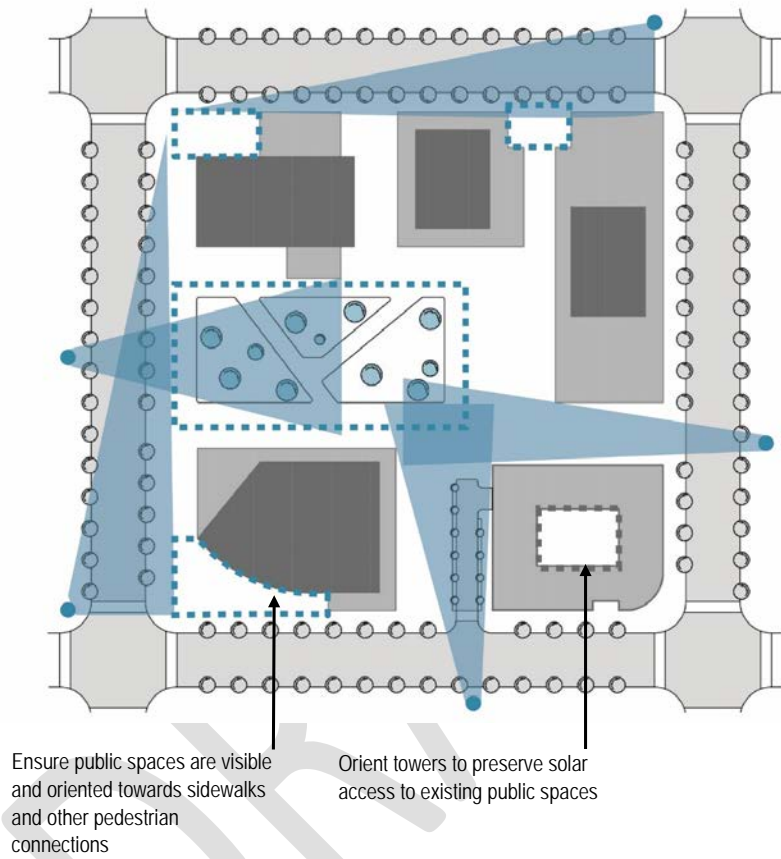 Ensure public spaces are visible
and oriented towards sidewalks
and other pedestrian
connections
Orient towers to preserve solar
access to existing public spaces